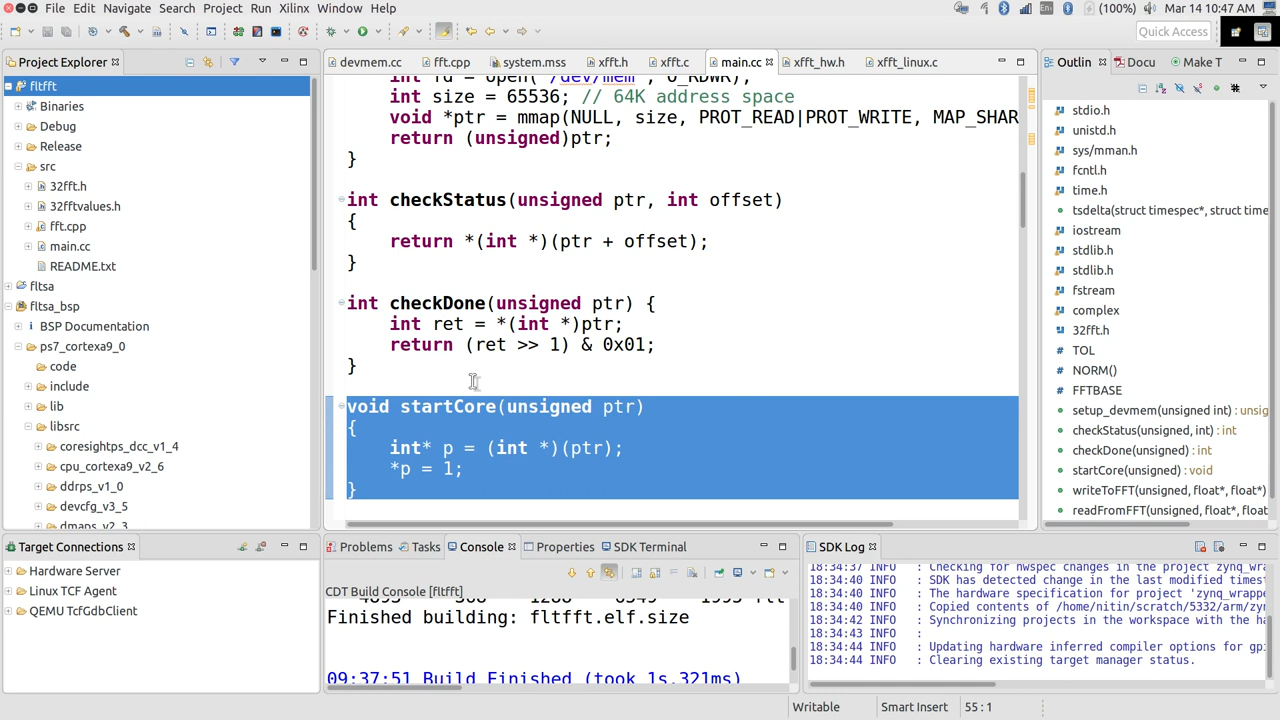 File Edit Navigate Search Project Run Xilinx Window Help
En (100%) Mar 14 10:47 AM
Quick Access
Project Explorer
fltfft
Binaries
Debug
Release
src
32fft.h
32fftvalues.h
fft.cpp
main.cc
README.txt
fltsa
fltsa_bsp
BSP Documentation
ps7_cortexa9_0
code
include
lib
libsrc
coresightps_dcc_v1_4
cpu_cortexa9_v2_6
ddrps_v1_0
devcfg_v3_5
dmaps_v2_3
devmem.cc fft.cpp system.mss xfft.h xfft.c main.cc xfft_hw.h xfft_linux.c
int fd = open("/dev/mem", O_RDWR);
int size = 65536; // 64K address space
void *ptr = mmap(NULL, size, PROT_READ|PROT_WRITE, MAP_SHAR
return (unsigned)ptr;
}
int checkStatus(unsigned ptr, int offset)
{
return *(int *)(ptr + offset);
}
int checkDone(unsigned ptr) {
int ret = *(int *)ptr;
return (ret >> 1) & 0x01;
}
void startCore(unsigned ptr)
{
int* p = (int *)(ptr);
*p = 1;
}
Outlin Docu Make T
stdio.h
unistd.h
sys/mman.h
fcntl.h
time.h
tsdelta(struct timespec*, struct time
iostream
stdlib.h
stdlib.h
fstream
complex
32fft.h
TOL
NORM()
FFTBASE
setup_devmem(unsigned int) : unsig
checkStatus(unsigned, int) : int
checkDone(unsigned) : int
startCore(unsigned) : void
writeToFFT(unsigned, float*, float*)
readFromFFT(unsigned, float*, float*
Target Connections
Hardware Server
Linux TCF Agent
QEMU TcfGdbClient
Problems Tasks Console Properties SDK Terminal
CDT Build Console [fltfft]
Finished building: fltfft.elf.size
09:37:51 Build Finished (took 1s.321ms)
SDK Log
18:34:37 INFO : Checking for hwspec changes in the project zynq_wrapp
18:34:40 INFO : SDK has detected change in the last modified timest
18:34:40 INFO : The hardware specification for project 'zynq_wrappe
18:34:40 INFO : Copied contents of /home/nitin/scratch/5332/arm/zyn
18:34:42 INFO : Synchronizing projects in the workspace with the ha
18:34:43 INFO :
18:34:44 INFO : Updating hardware inferred compiler options for gpi
18:34:44 INFO : Clearing existing target manager status.
Writable Smart Insert 55 : 1